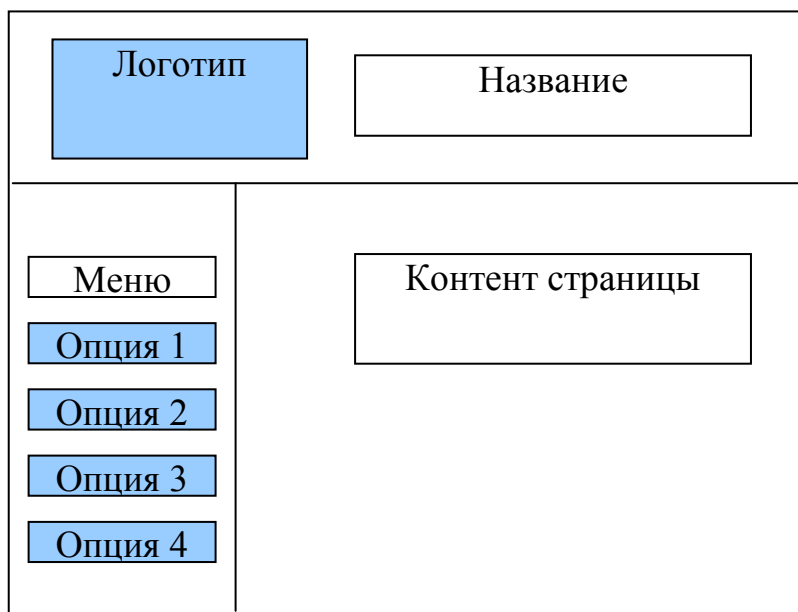 Логотип
Название
Меню
Опция 1
Опция 2
Опция 3
Опция 4
Контент страницы